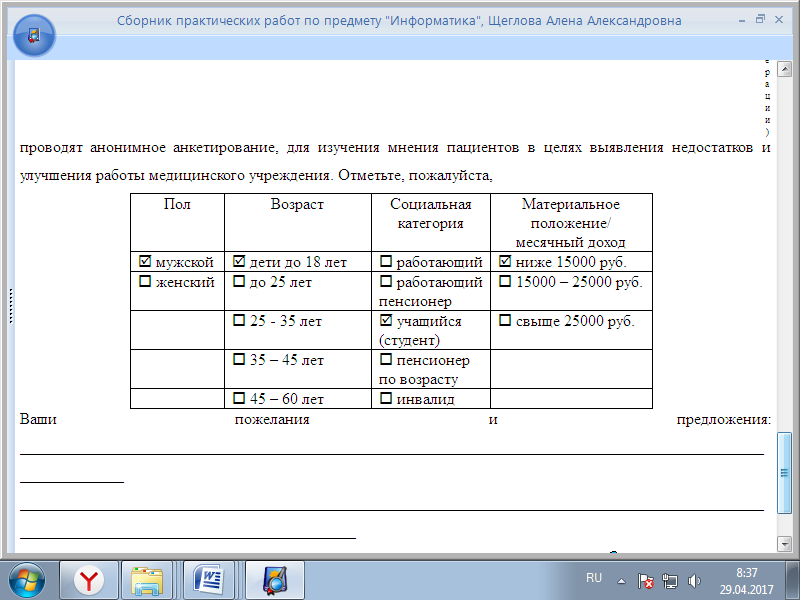 Сборник практических работ по предмету "Информатика", Щеглова Алена Александровна
е
р
а
ц
и
и
)
проводят анонимное анкетирование, для изучения мнения пациентов в целях выявления недостатков и
улучшения работы медицинского учреждения. Отметьте, пожалуйста,
Пол Возраст Социальная категория Материальное положение/ месячный доход
☑ мужской ☑ дети до 18 лет ☐ работающий ☑ ниже 15000 руб.
☐ женский ☐ до 25 лет ☐ работающий пенсионер ☐ 15000 – 25000 руб.
☐ 25 - 35 лет ☑ учащийся (студент) ☐ свыше 25000 руб.
☐ 35 – 45 лет ☐ пенсионер по возрасту
☐ 45 – 60 лет ☐ инвалид
Ваши пожелания и предложения:
RU
8:37
29.04.2017